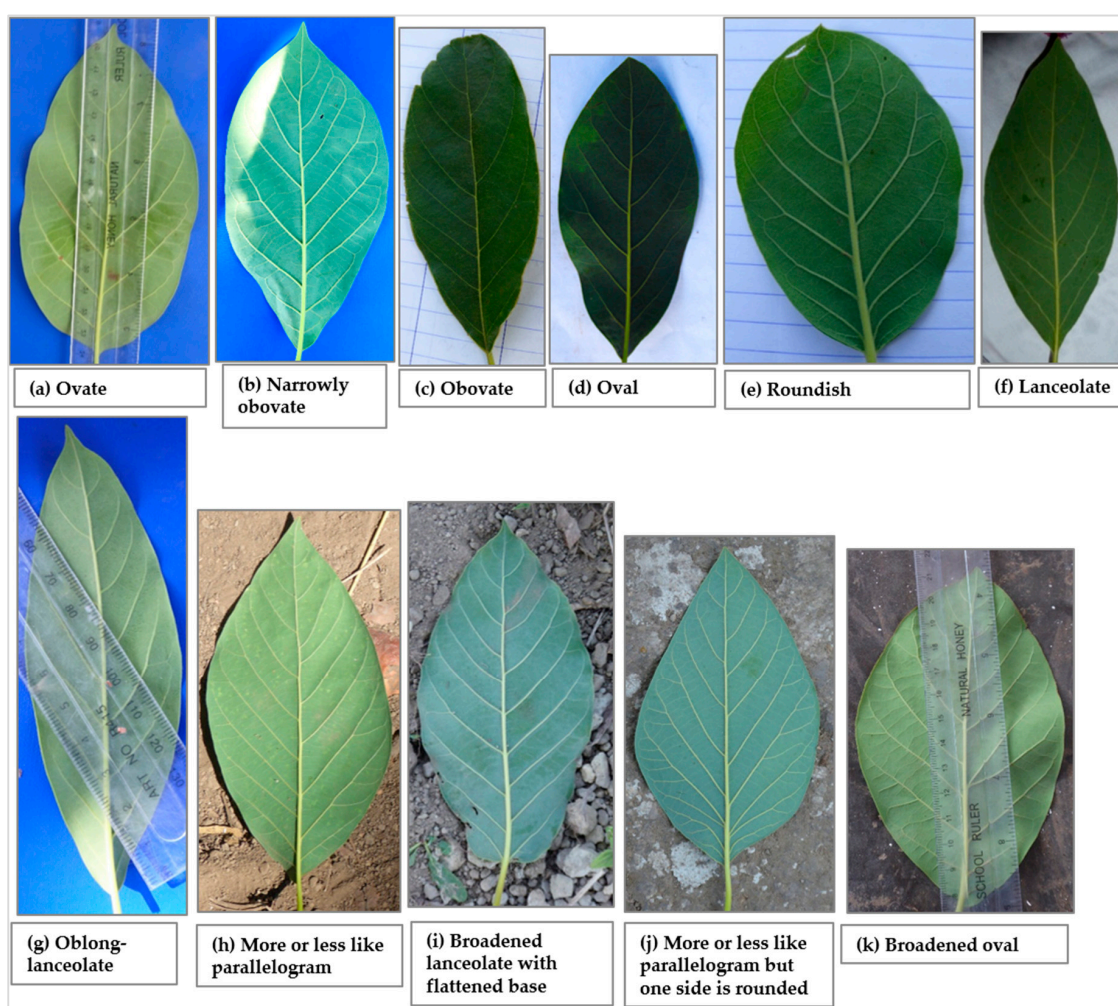 (a) Ovate
(b) Narrowly
obovate
(c) Obovate
(d) Oval
(e) Roundish
(f) Lanceolate
(g) Oblong-
lanceolate
(h) More or less like
parallelogram
(i) Broadened
lanceolate with
flattened base
(j) More or less like
parallelogram but
one side is rounded
(k) Broadened oval
RULER
NATURAL HONEY
ART NO
NATURAL HONEY
SCHOOL RULER